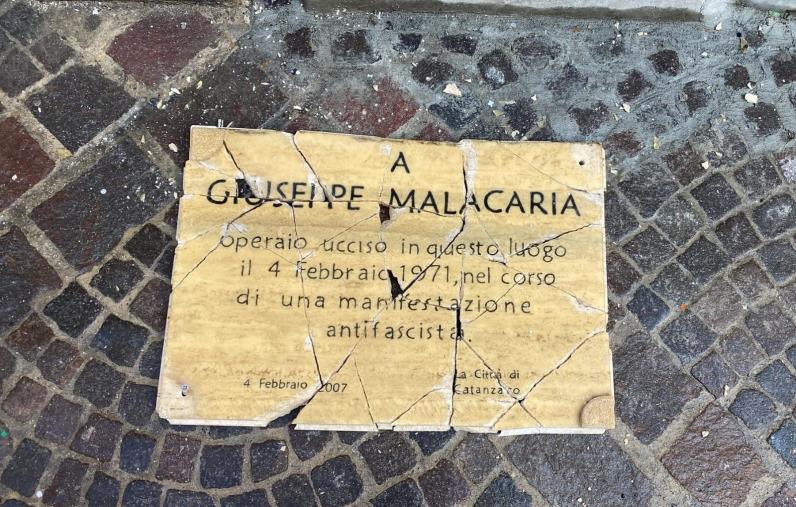 A
GIUSEPPE MALACARIA
operaio ucciso in questo luogo
il 4 Febbraio 1971, nel corso
di una manifestazione
antifascista.
4 Febbraio 2007
La Città di
Catanzaro